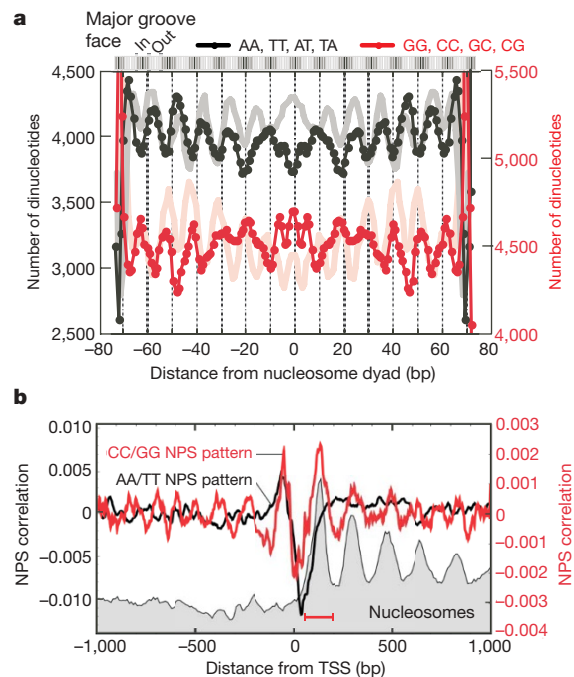 a
Major groove face
In
Out
AA, TT, AT, TA
GG, CC, GC, CG
Number of dinucleotides
4,500
4,000
3,500
3,000
2,500
5,500
5,000
4,500
4,000
Number of dinucleotides
−80
−60
−40
−20
0
20
40
60
80
Distance from nucleosome dyad (bp)
b
NPS correlation
0.010
0.005
0
−0.005
−0.010
CC/GG NPS pattern
AA/TT NPS pattern
Nucleosomes
0.003
0.002
0.001
0
−0.001
−0.002
−0.003
−0.004
NPS correlation
−1,000
−500
0
500
1,000
Distance from TSS (bp)